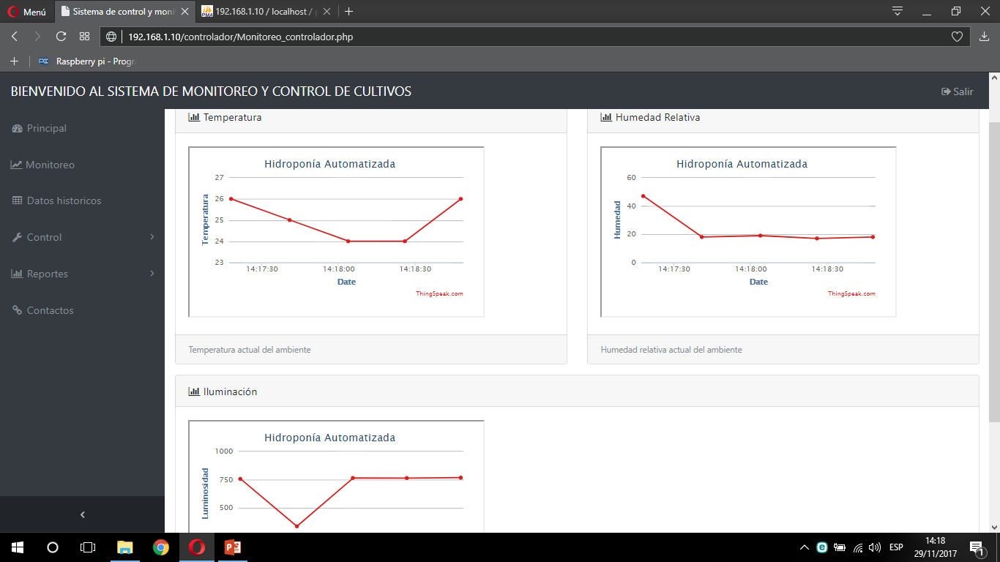 Menú
Sistema de control y moni
192.168.1.10 / localhost / p
192.168.1.10/controlador/Monitoreo_controlador.php
Raspberry pi - Progra
BIENVENIDO AL SISTEMA DE MONITOREO Y CONTROL DE CULTIVOS
Salir
Principal
Monitoreo
Datos historicos
Control
Reportes
Contactos
Temperatura
Hidroponía Automatizada
Temperatura
27
26
25
24
23
14:17:30 14:18:00 14:18:30
Date
ThingSpeak.com
Temperatura actual del ambiente
Humedad Relativa
Hidroponía Automatizada
Humedad
60
40
20
0
14:17:30 14:18:00 14:18:30
Date
ThingSpeak.com
Humedad relativa actual del ambiente
Iluminación
Hidroponía Automatizada
Luminosidad
1000
750
500
ESP
14:18
29/11/2017
1